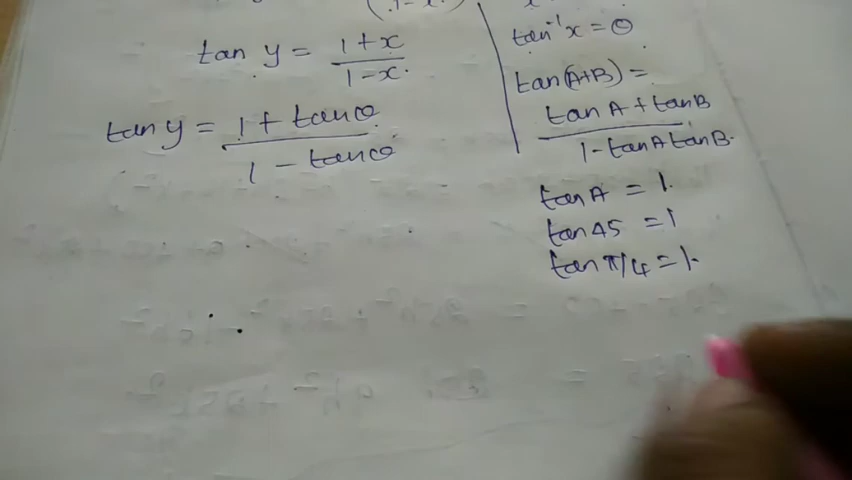 tan y = 1+x / 1-x
tan y = 1 + tanθ / 1 - tanθ
tan⁻¹x = θ
tan(A+B) =
tanA + tanB / 1-tanA tanB.
tanA = 1.
tan45 = 1
tan π/4 = 1.